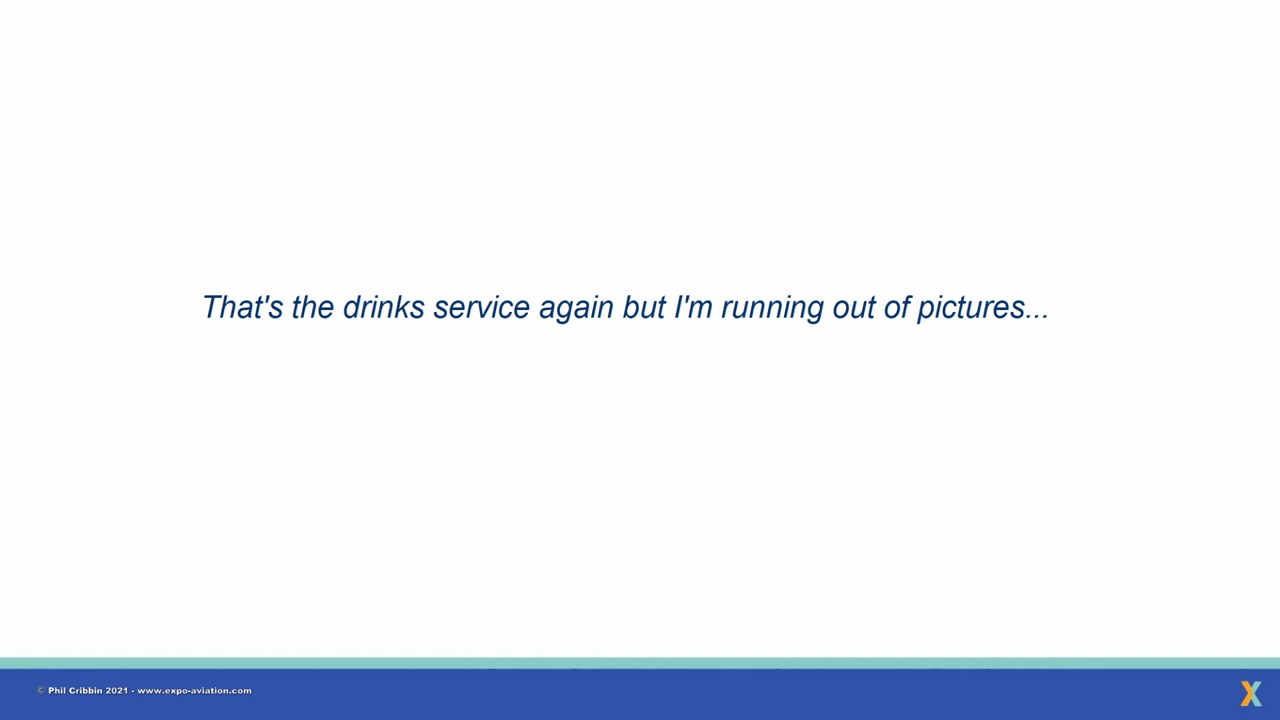 That's the drinks service again but I'm running out of pictures...
© Phil Cribbin 2021 - www.expo-aviation.com